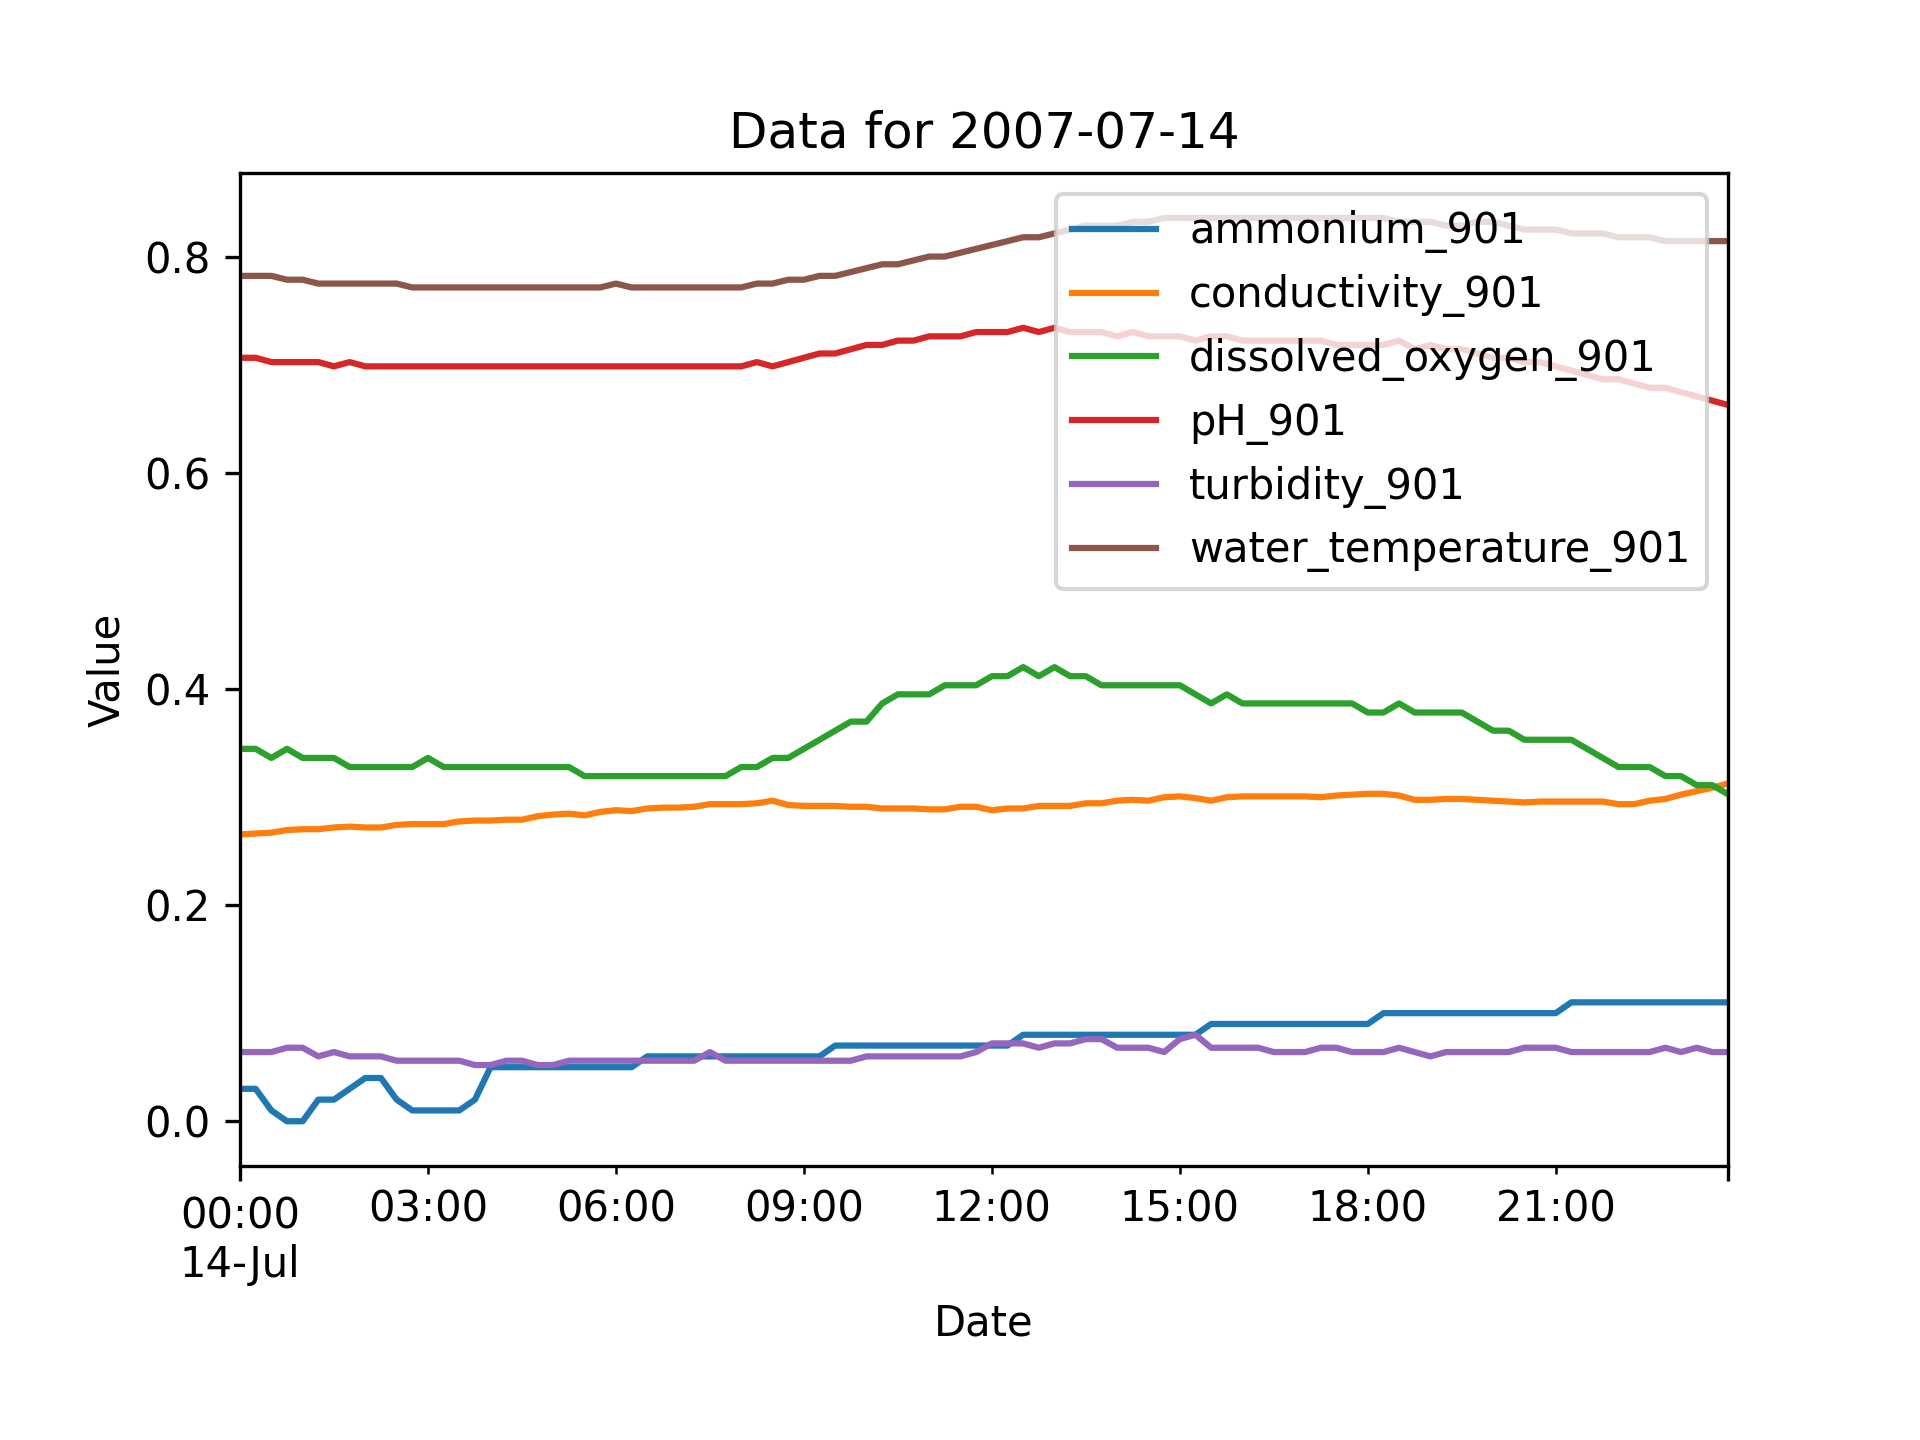 Data for 2007-07-14
ammonium_901
conductivity_901
dissolved_oxygen_901
pH_901
turbidity_901
water_temperature_901
Value
0.8
0.6
0.4
0.2
0.0
00:00 03:00 06:00 09:00 12:00 15:00 18:00 21:00
14-Jul
Date